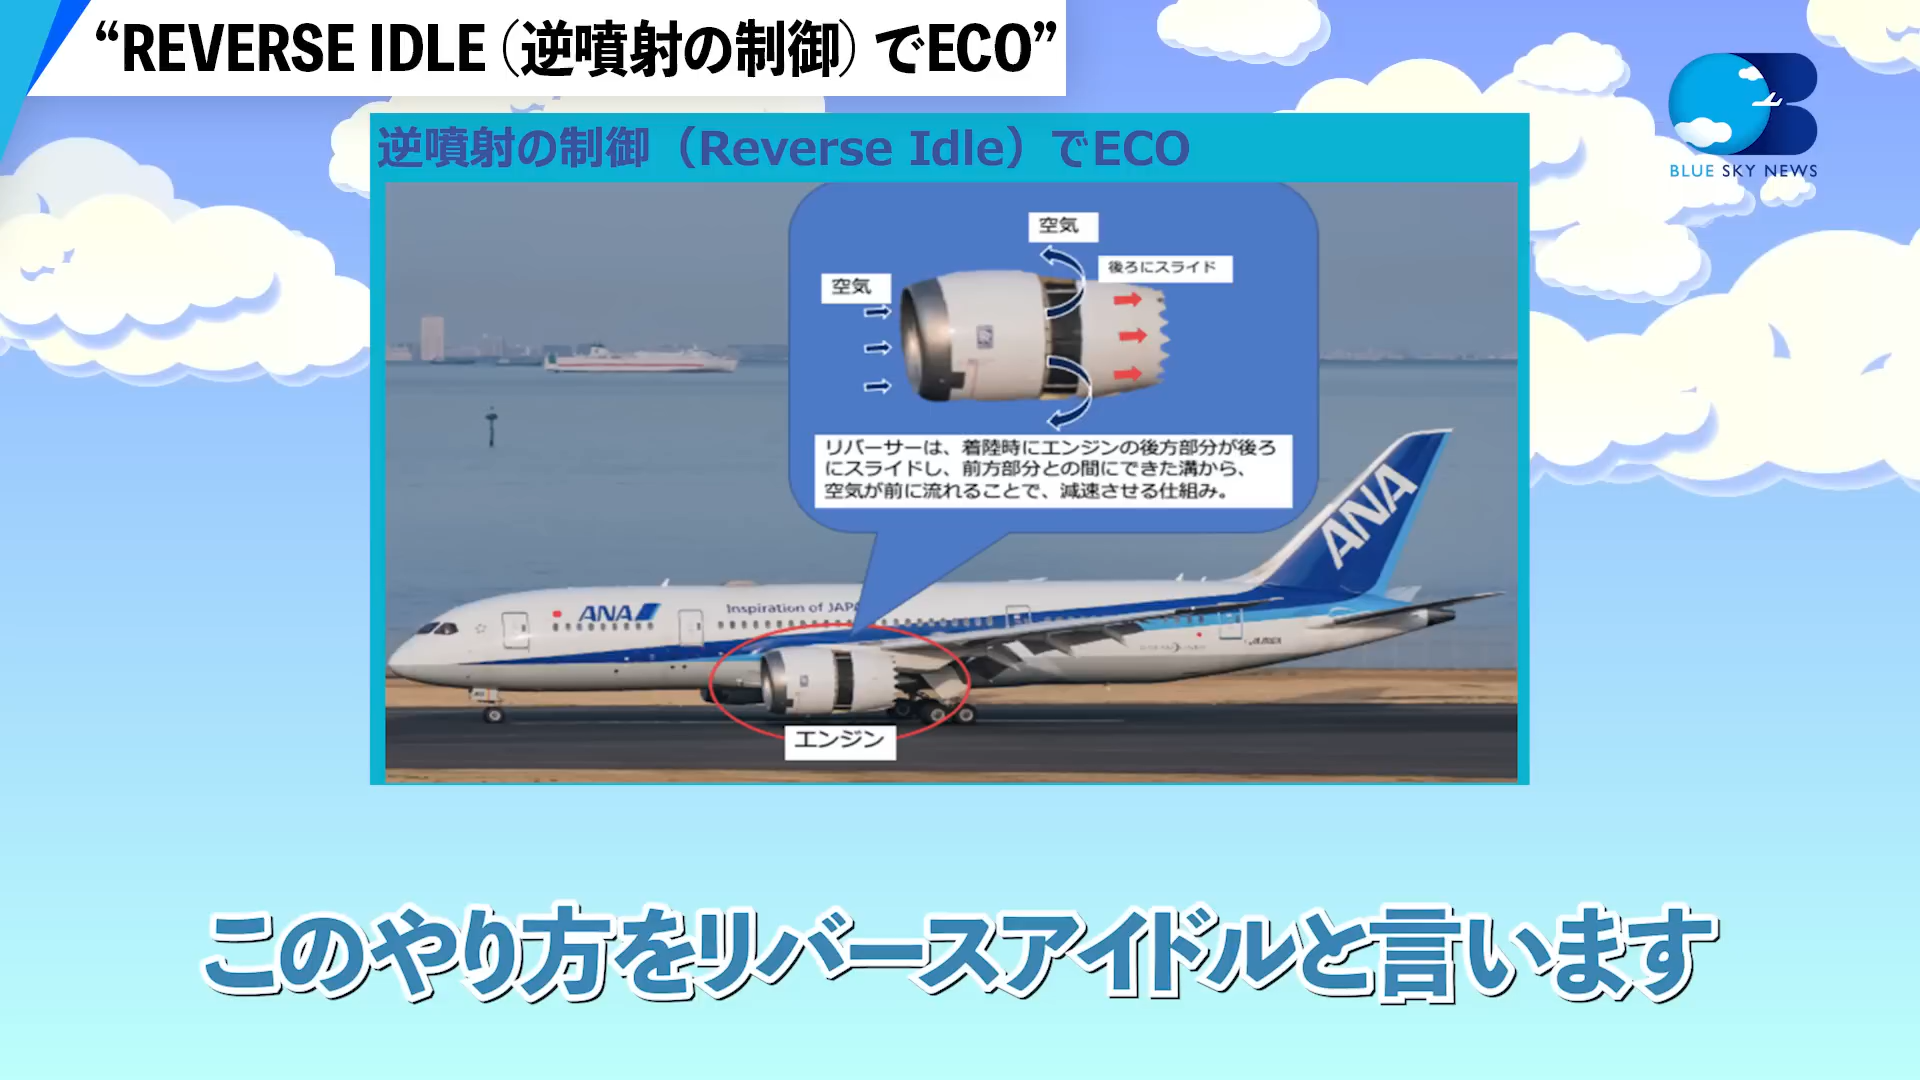 “REVERSE IDLE（逆噴射の制御）でECO”
BLUE SKY NEWS
逆噴射の制御（Reverse Idle）でECO
空気
後ろにスライド
空気
リバーサーは、着陸時にエンジンの後方部分が後ろ
にスライドし、前方部分との間にできた溝から、
空気が前に流れることで、減速させる仕組み。
ANA
ANA
Inspiration of JAPA
エンジン
このやり方をリバースアイドルと言います